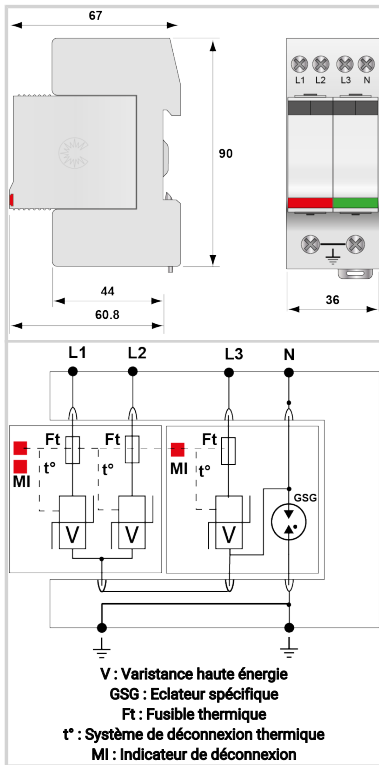 67
L1 L2 L3 N
90
44
60.8
36
L1 L2 L3 N
Ft Ft Ft
MI t° t° MI t°
GSG
V V V
V : Varistance haute énergie
GSG : Eclateur spécifique
Ft : Fusible thermique
t° : Système de déconnexion thermique
MI : Indicateur de déconnexion